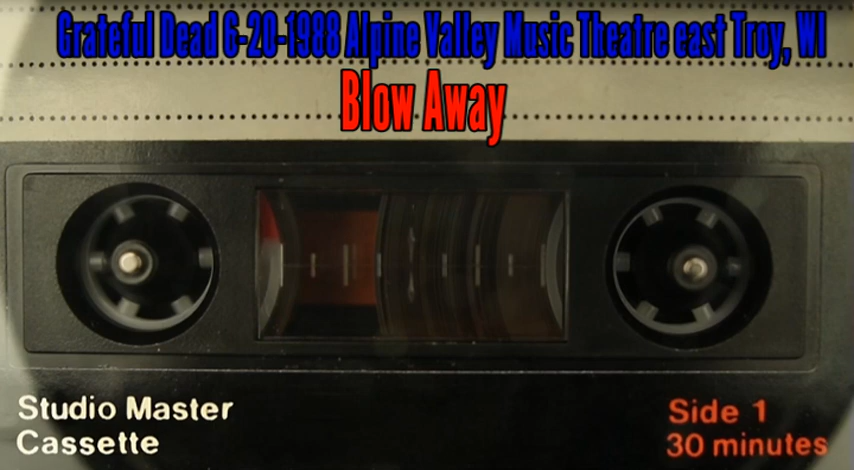 Grateful Dead 6-20-1988 Alpine Valley Music Theatre east Troy, WI
Blow Away
Studio Master
Cassette
Side 1
30 minutes